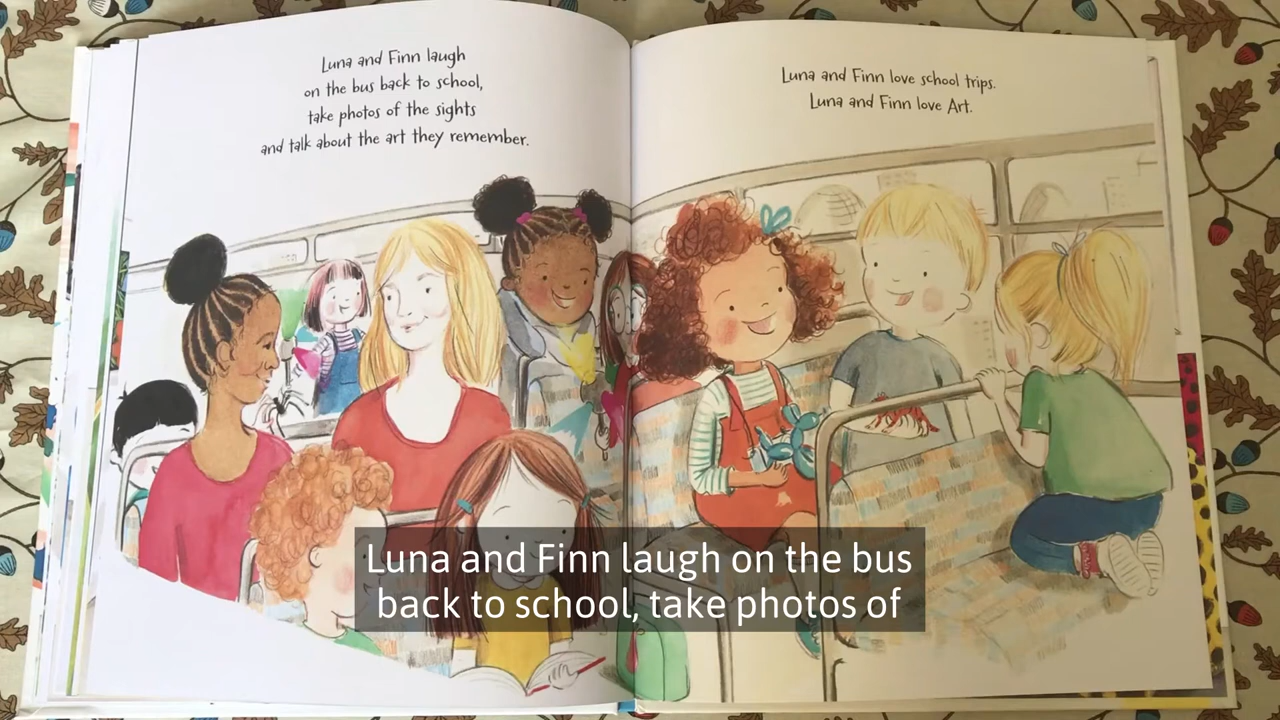 Luna and Finn laugh
on the bus back to school,
take photos of the sights
and talk about the art they remember.
Luna and Finn love school trips.
Luna and Finn love Art.
Luna and Finn laugh on the bus
back to school, take photos of